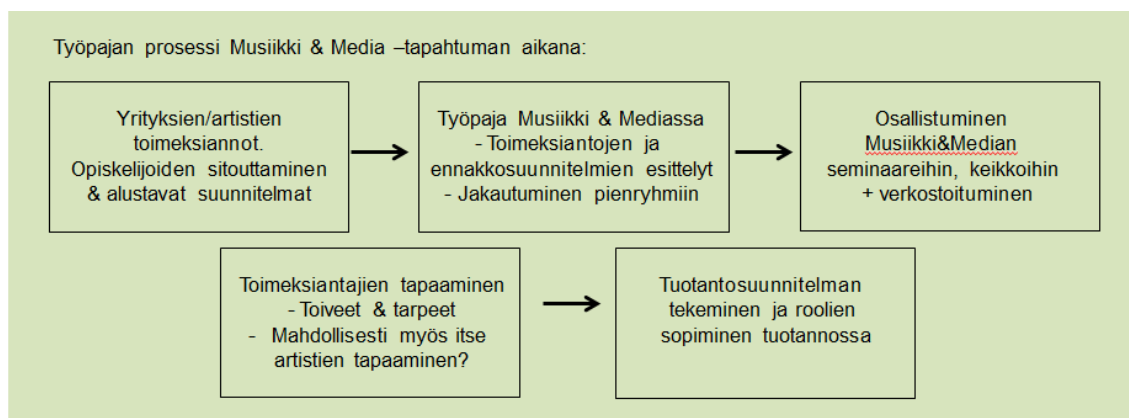 Työpajan prosessi Musiikki & Media –tapahtuman aikana:
Yrityksien/artistien
toimeksiannot.
Opiskelijoiden sitouttaminen
& alustavat suunnitelmat
Työpaja Musiikki & Mediassa
- Toimeksiantojen ja
ennakkosuunnitelmien esittelyt
- Jakautuminen pienryhmiin
Osallistuminen
Musiikki&Median
seminaareihin, keikkoihin
+ verkostoituminen
Toimeksiantajien tapaaminen
- Toiveet & tarpeet
- Mahdollisesti myös itse
artistien tapaaminen?
Tuotantosuunnitelman
tekeminen ja roolien
sopiminen tuotannossa